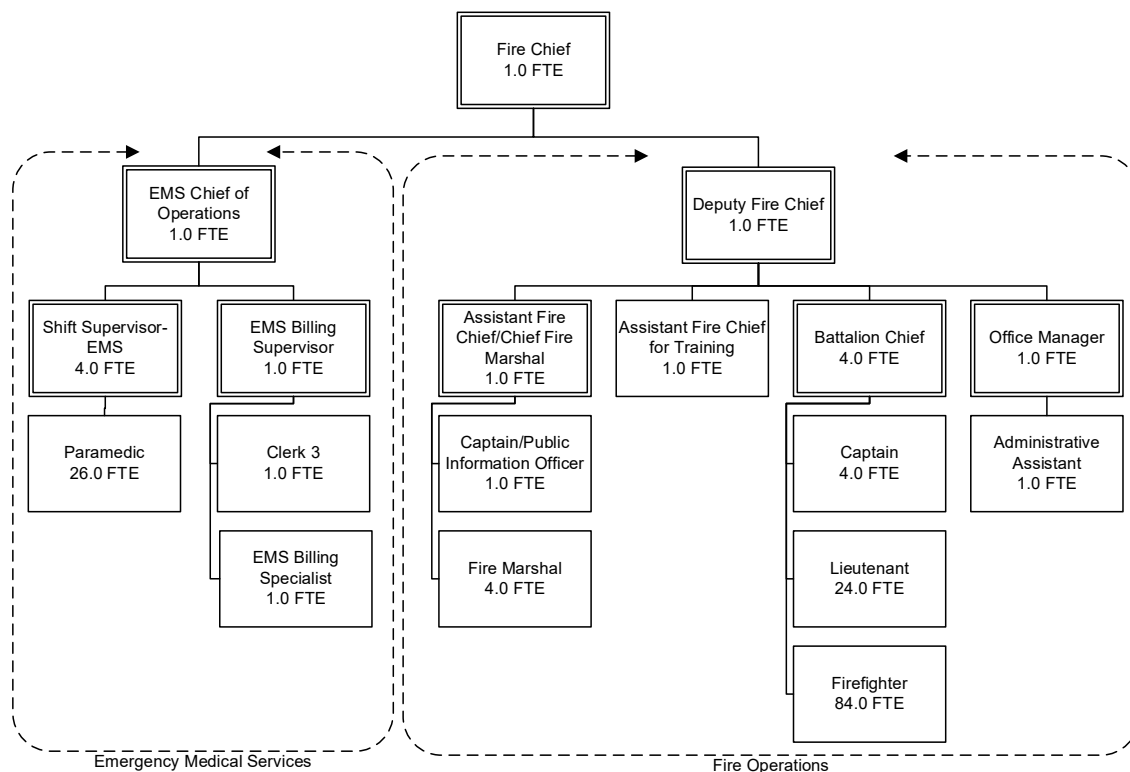 Fire Chief
1.0 FTE
EMS Chief of
Operations
1.0 FTE
Deputy Fire Chief
1.0 FTE
Shift Supervisor-
EMS
4.0 FTE
EMS Billing
Supervisor
1.0 FTE
Assistant Fire
Chief/Chief Fire
Marshal
1.0 FTE
Assistant Fire Chief
for Training
1.0 FTE
Battalion Chief
4.0 FTE
Office Manager
1.0 FTE
Paramedic
26.0 FTE
Clerk 3
1.0 FTE
Captain/Public
Information Officer
1.0 FTE
Captain
4.0 FTE
Administrative
Assistant
1.0 FTE
EMS Billing
Specialist
1.0 FTE
Fire Marshal
4.0 FTE
Lieutenant
24.0 FTE
Firefighter
84.0 FTE
Emergency Medical Services
Fire Operations